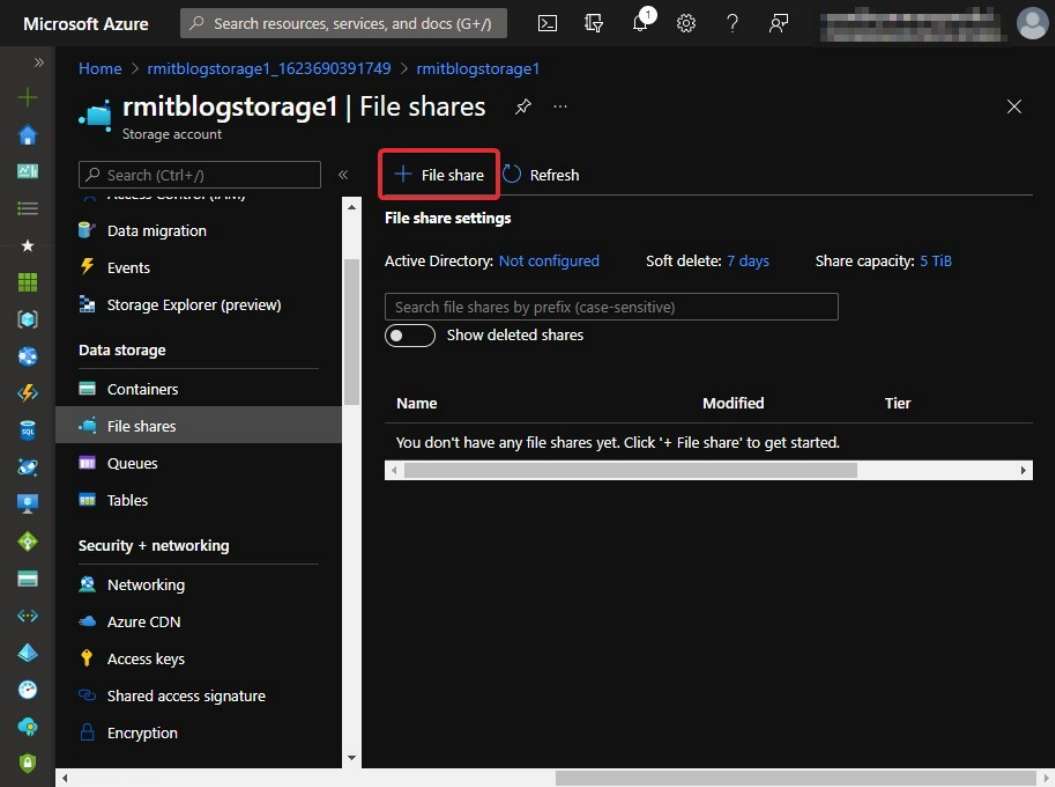 Microsoft Azure
Search resources, services, and docs (G+/)
1
Home > rmitblogstorage1_1623690391749 > rmitblogstorage1
rmitblogstorage1 | File shares
Storage account
Search (Ctrl+/)
File share
Refresh
Access Control (IAM)
Data migration
Events
Storage Explorer (preview)
Data storage
Containers
File shares
Queues
Tables
Security + networking
Networking
Azure CDN
Access keys
Shared access signature
Encryption
File share settings
Active Directory: Not configured Soft delete: 7 days Share capacity: 5 TiB
Search file shares by prefix (case-sensitive)
Show deleted shares
Name Modified Tier
You don't have any file shares yet. Click '+ File share' to get started.
SQL